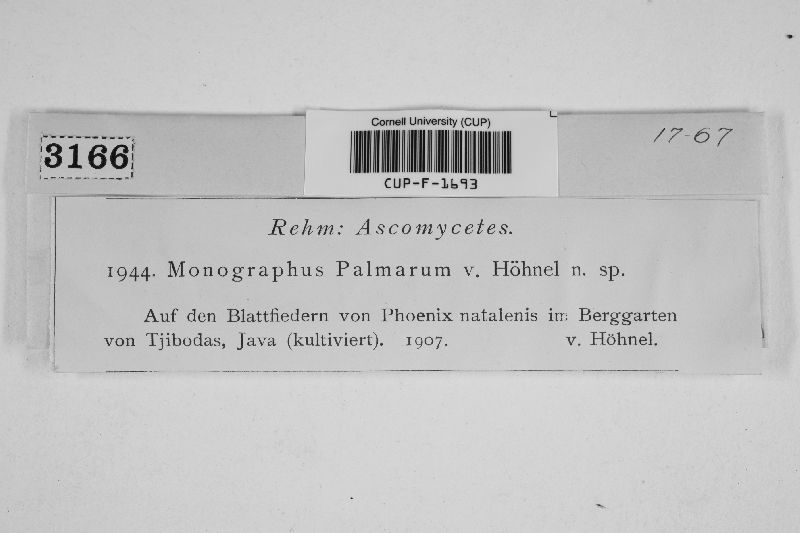 Cornell University (CUP)
CUP-F-1693
3166
17-67
Rehm: Ascomycetes.
1944. Monographus Palmarum v. Höhnel n. sp.
Auf den Blattfiedern von Phoenix natalenis im Berggarten
von Tjibodas, Java (kultiviert). 1907. v. Höhnel.